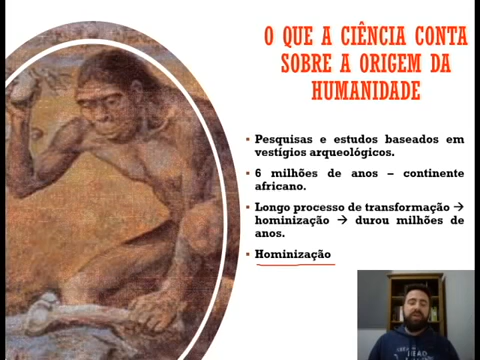 O QUE A CIÊNCIA CONTA
SOBRE A ORIGEM DA
HUMANIDADE
▪ Pesquisas e estudos baseados em
vestígios arqueológicos.
▪ 6 milhões de anos – continente
africano.
▪ Longo processo de transformação →
hominização → durou milhões de
anos.
▪ Hominização